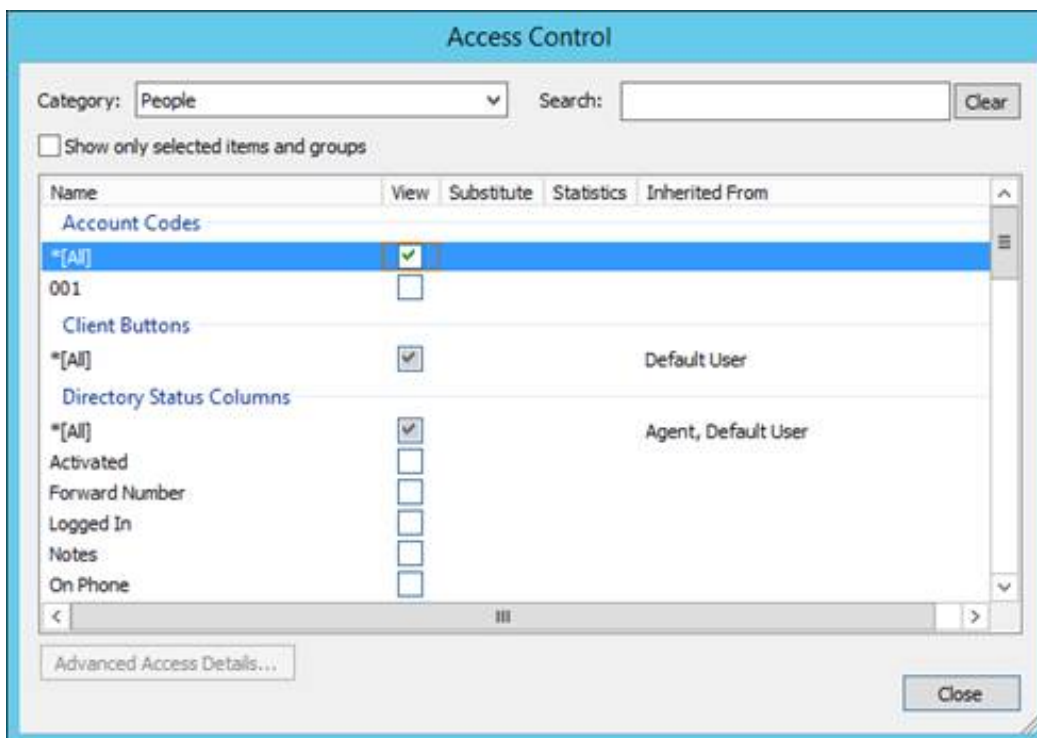 Access Control
Category: People Search: Clear
Show only selected items and groups
Name View Substitute Statistics Inherited From
Account Codes
*[All]
001
Client Buttons
*[All] Default User
Directory Status Columns
*[All] Agent, Default User
Activated
Forward Number
Logged In
Notes
On Phone
Advanced Access Details...
Close